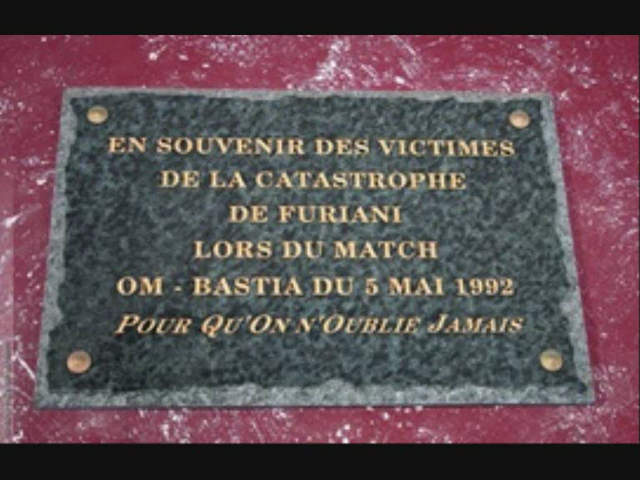 EN SOUVENIR DES VICTIMES
DE LA CATASTROPHE
DE FURIANI
LORS DU MATCH
OM - BASTIA DU 5 MAI 1992
POUR QU'ON N'OUBLIE JAMAIS